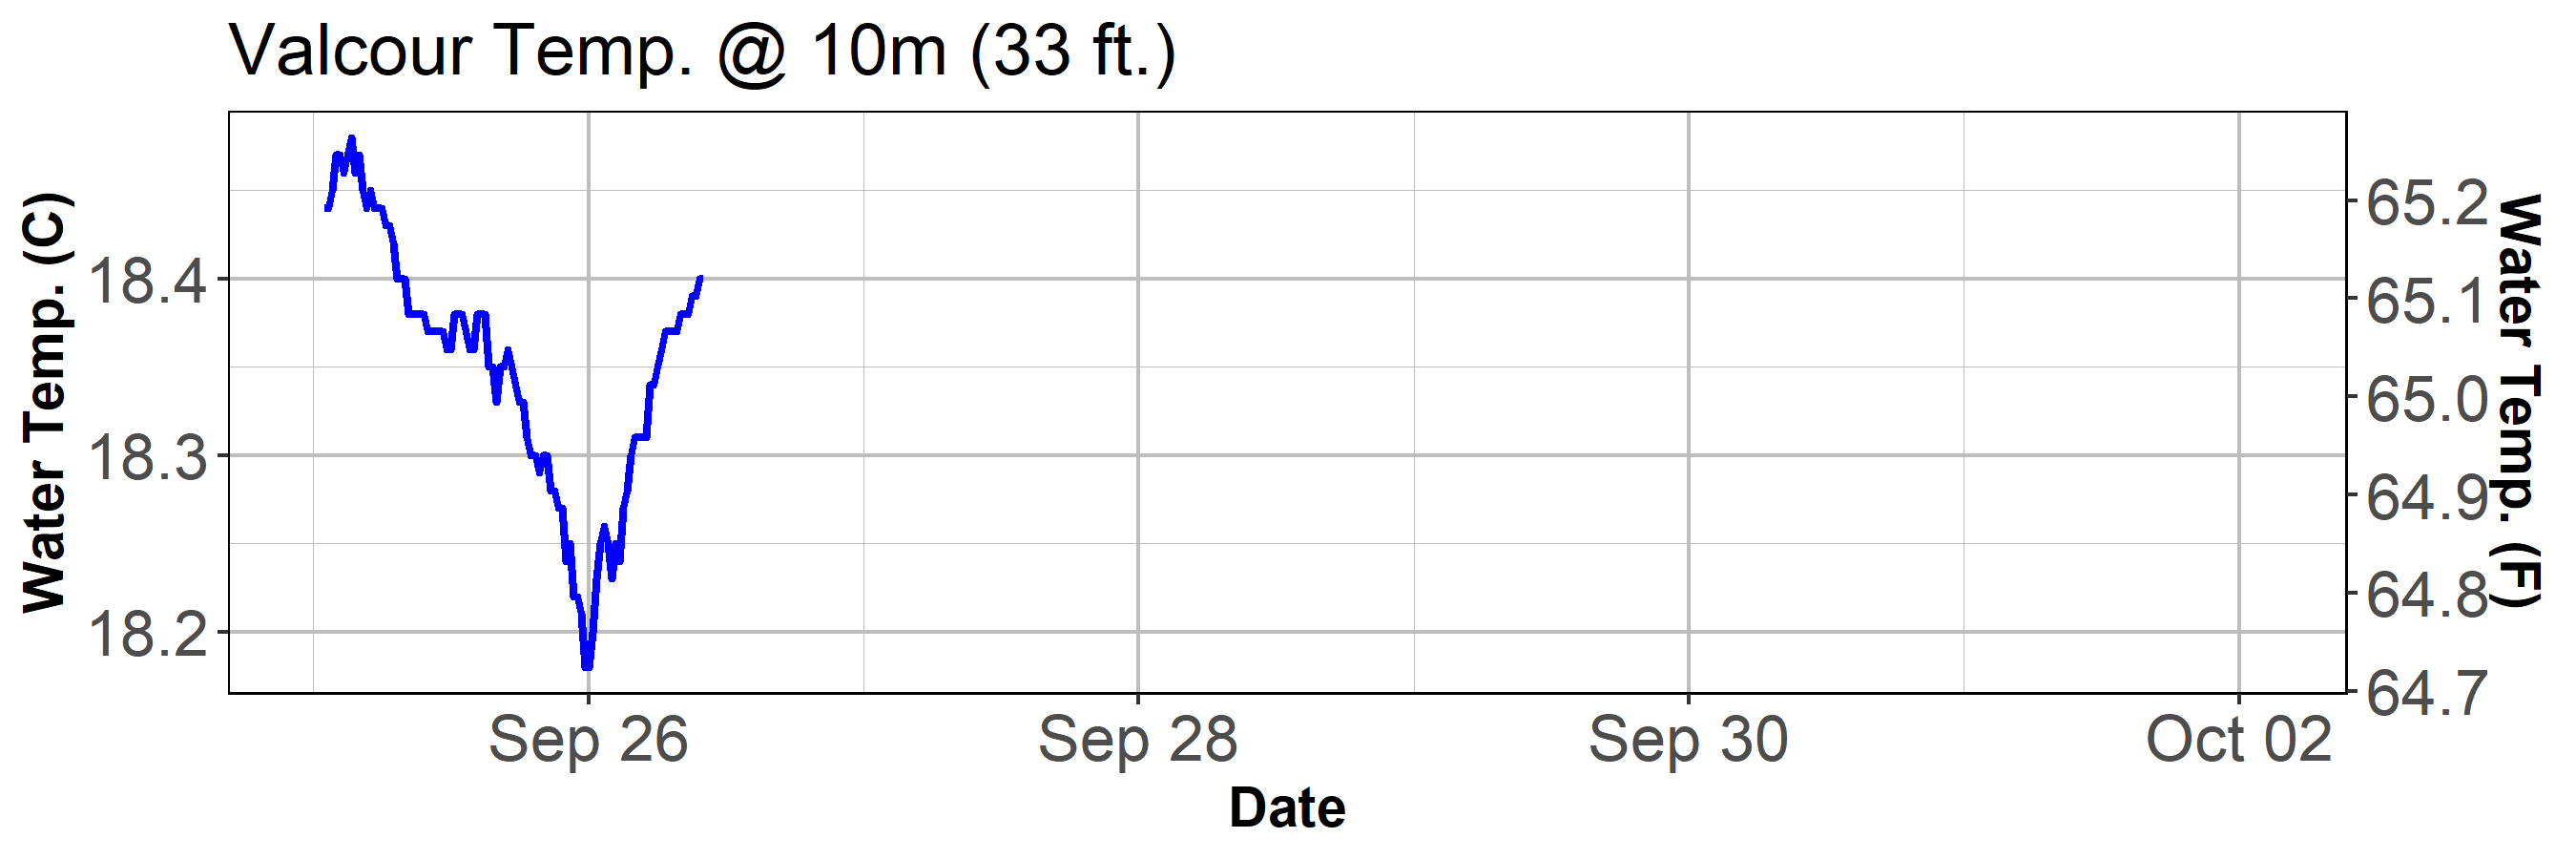 Valcour Temp. @ 10m (33 ft.)
Water Temp. (C)
18.4
18.3
18.2
65.2
65.1
65.0
64.9
64.8
64.7
Water Temp. (F)
Sep 26 Sep 28 Sep 30 Oct 02
Date